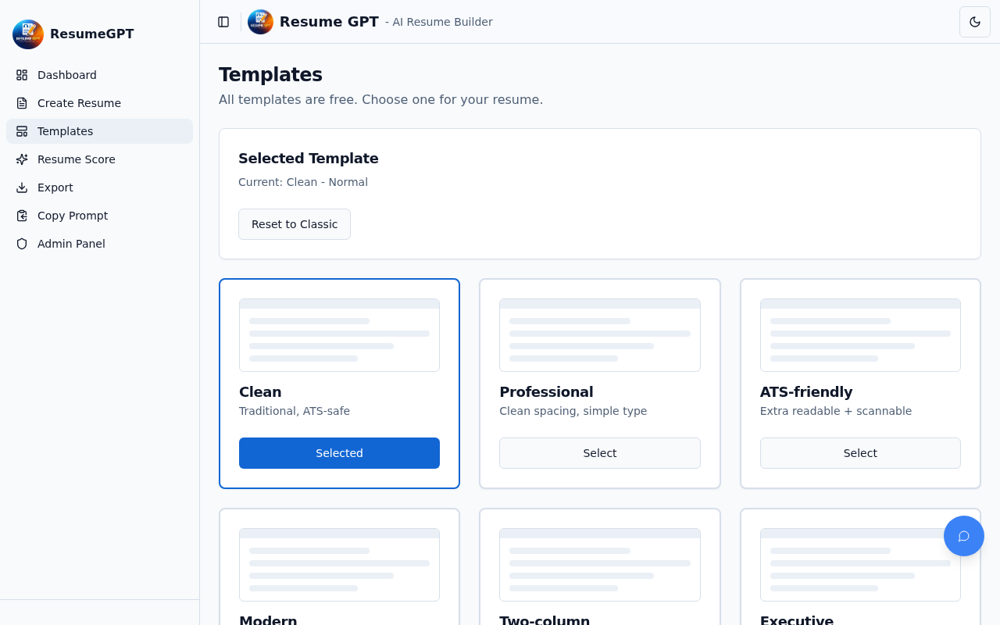 ResumeGPT
Dashboard
Create Resume
Templates
Resume Score
Export
Copy Prompt
Admin Panel
Resume GPT - AI Resume Builder
Templates
All templates are free. Choose one for your resume.
Selected Template
Current: Clean - Normal
Reset to Classic
Clean
Traditional, ATS-safe
Selected
Professional
Clean spacing, simple type
Select
ATS-friendly
Extra readable + scannable
Select
Modern
Two-column
Executive